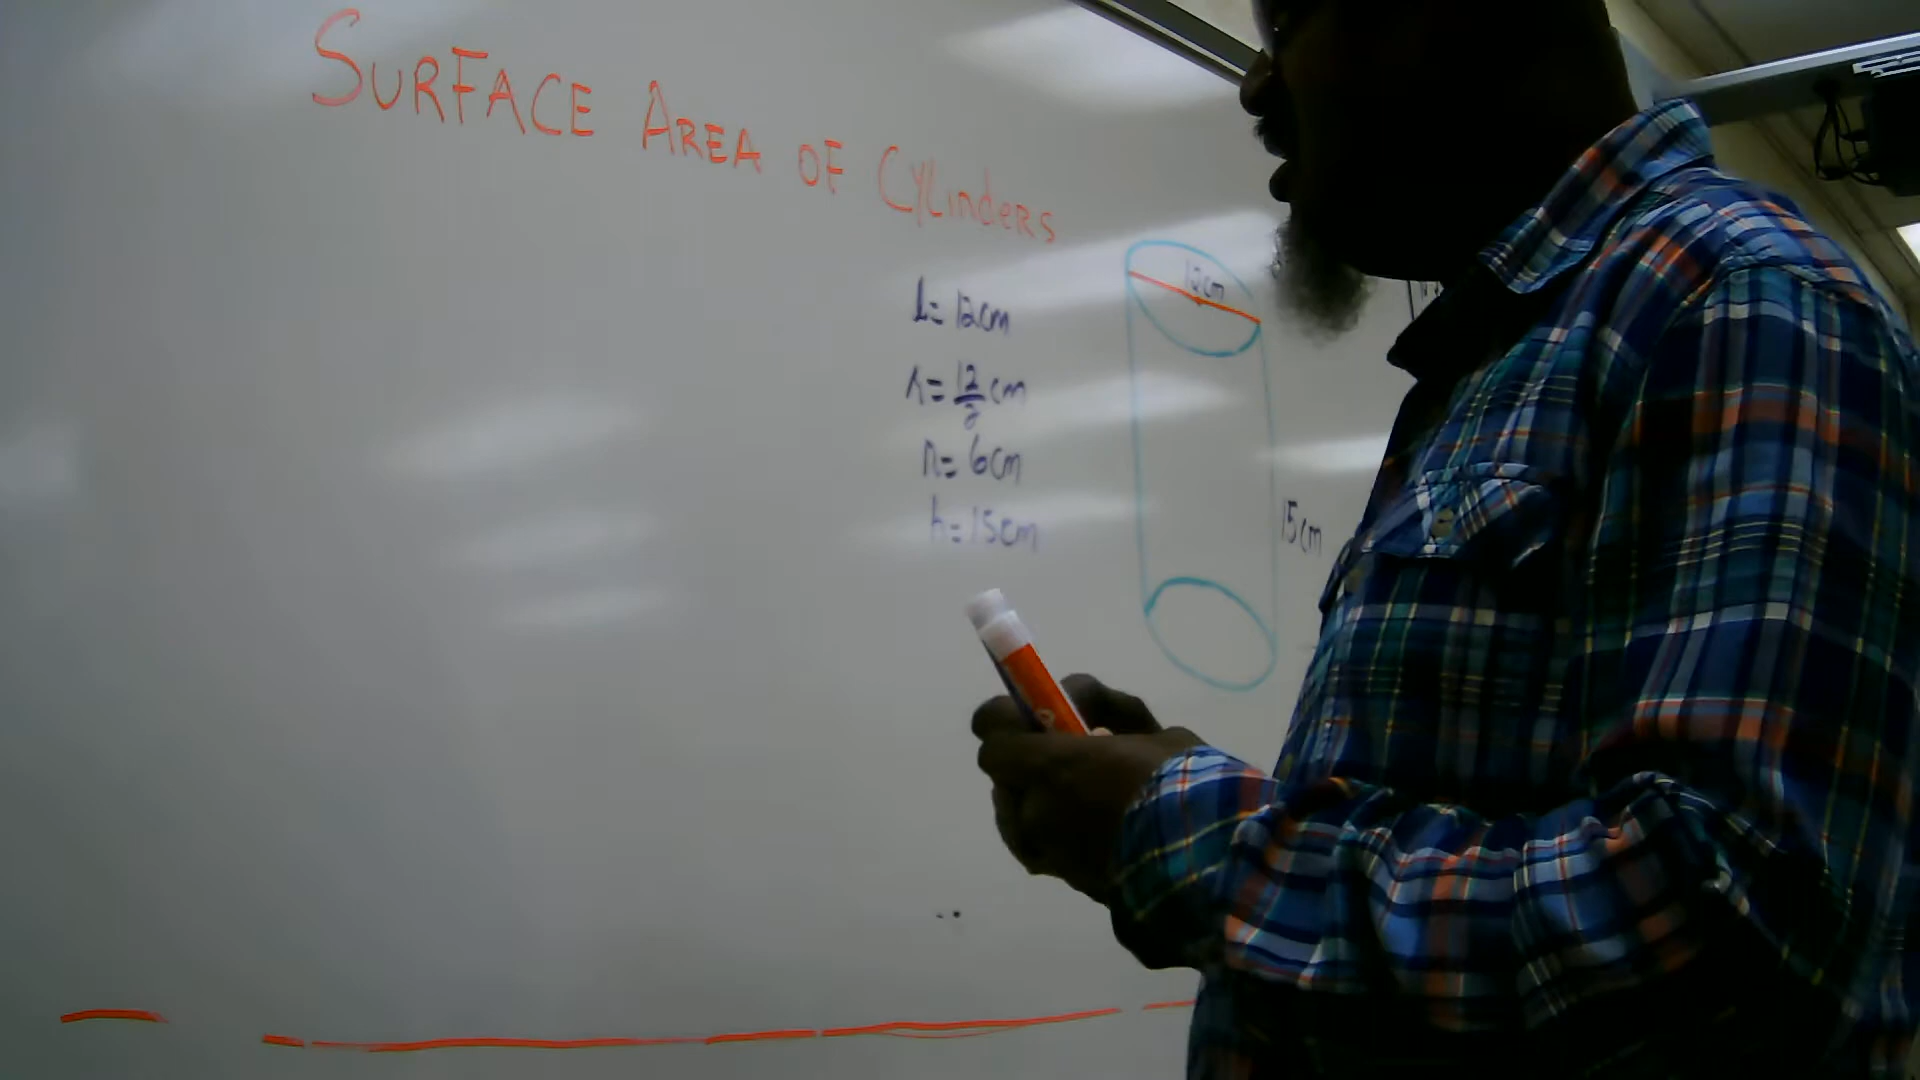 SURFACE AREA OF CYLINDERS
d= 12cm
r= 12/2 cm
r= 6cm
h= 15cm
12cm
15cm